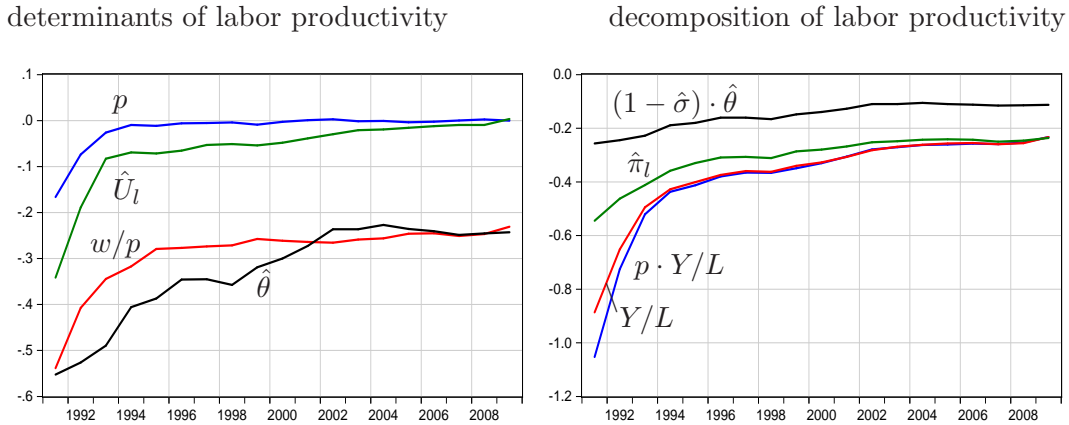 determinants of labor productivity
decomposition of labor productivity
.1
.0
-.1
-.2
-.3
-.4
-.5
-.6
p
Û_l
w/p
θ̂
1992 1994 1996 1998 2000 2002 2004 2006 2008
0.0
-0.2
-0.4
-0.6
-0.8
-1.0
-1.2
(1 − σ̂) · θ̂
π̂_l
p · Y/L
Y/L
1992 1994 1996 1998 2000 2002 2004 2006 2008